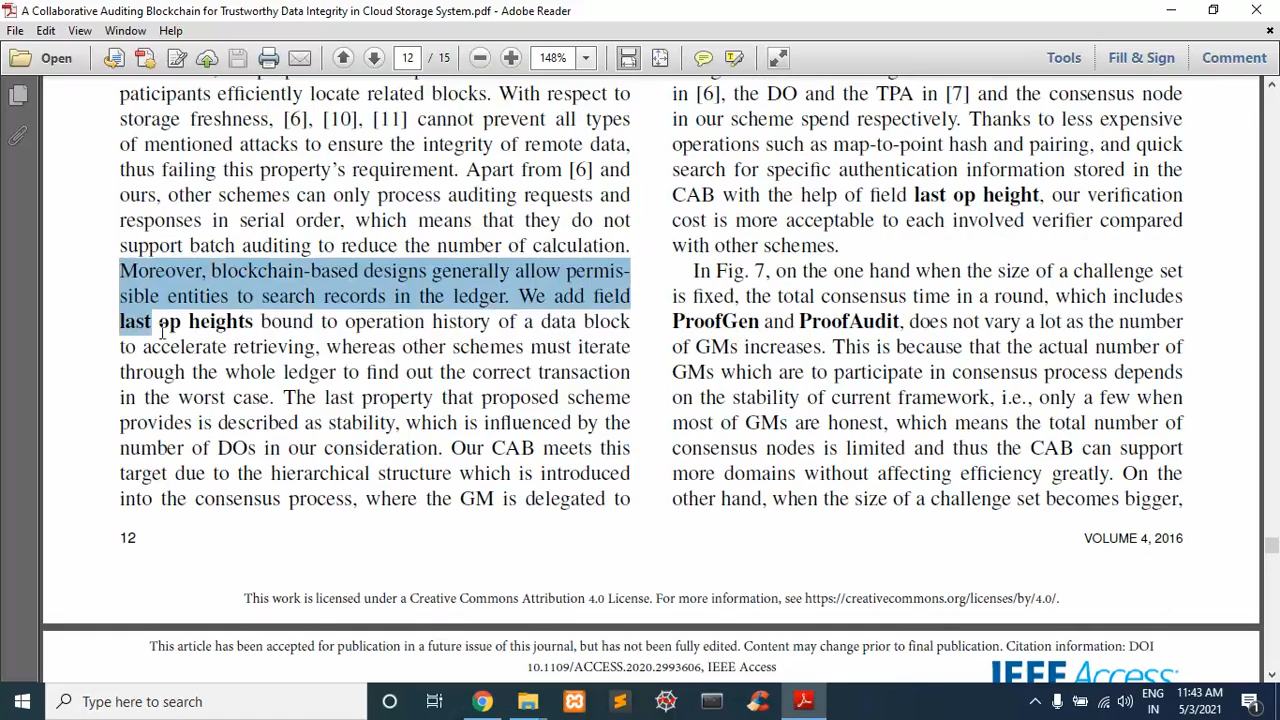 A Collaborative Auditing Blockchain for Trustworthy Data Integrity in Cloud Storage System.pdf - Adobe Reader
File Edit View Window Help
Open 12 / 15 148% Tools Fill & Sign Comment
paticipants efficiently locate related blocks. With respect to
storage freshness, [6], [10], [11] cannot prevent all types
of mentioned attacks to ensure the integrity of remote data,
thus failing this property's requirement. Apart from [6] and
ours, other schemes can only process auditing requests and
responses in serial order, which means that they do not
support batch auditing to reduce the number of calculation.
Moreover, blockchain-based designs generally allow permis-
sible entities to search records in the ledger. We add field
last op heights bound to operation history of a data block
to accelerate retrieving, whereas other schemes must iterate
through the whole ledger to find out the correct transaction
in the worst case. The last property that proposed scheme
provides is described as stability, which is influenced by the
number of DOs in our consideration. Our CAB meets this
target due to the hierarchical structure which is introduced
into the consensus process, where the GM is delegated to
in [6], the DO and the TPA in [7] and the consensus node
in our scheme spend respectively. Thanks to less expensive
operations such as map-to-point hash and pairing, and quick
search for specific authentication information stored in the
CAB with the help of field last op height, our verification
cost is more acceptable to each involved verifier compared
with other schemes.
In Fig. 7, on the one hand when the size of a challenge set
is fixed, the total consensus time in a round, which includes
ProofGen and ProofAudit, does not vary a lot as the number
of GMs increases. This is because that the actual number of
GMs which are to participate in consensus process depends
on the stability of current framework, i.e., only a few when
most of GMs are honest, which means the total number of
consensus nodes is limited and thus the CAB can support
more domains without affecting efficiency greatly. On the
other hand, when the size of a challenge set becomes bigger,
12
VOLUME 4, 2016
This work is licensed under a Creative Commons Attribution 4.0 License. For more information, see https://creativecommons.org/licenses/by/4.0/.
This article has been accepted for publication in a future issue of this journal, but has not been fully edited. Content may change prior to final publication. Citation information: DOI
10.1109/ACCESS.2020.2993606, IEEE Access
IEEE Access
Type here to search
ENG
IN
11:43 AM
5/3/2021
1